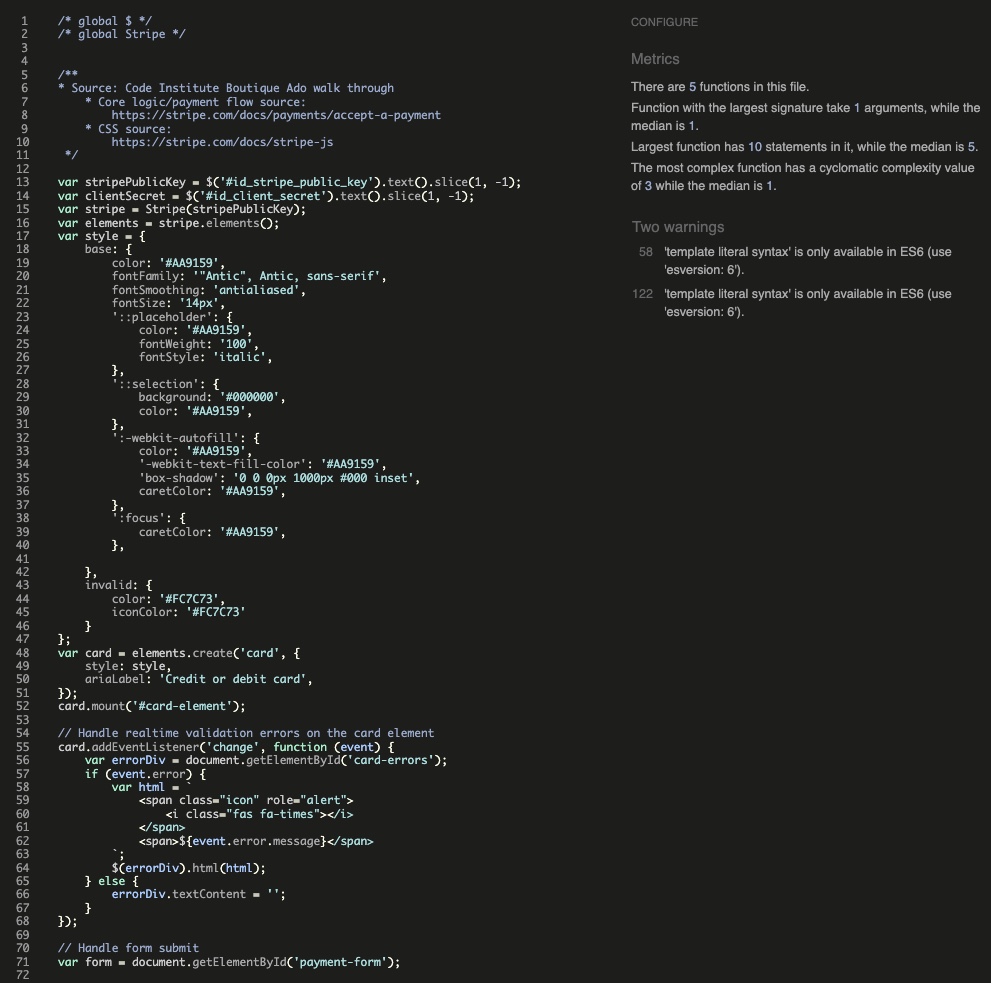 1 /* global $ */
2 /* global Stripe */
3
4
5 /**
6 * Source: Code Institute Boutique Ado walk through
7 * Core logic/payment flow source:
8 https://stripe.com/docs/payments/accept-a-payment
9 * CSS source:
10 https://stripe.com/docs/stripe-js
11 */
12
13 var stripePublicKey = $('#id_stripe_public_key').text().slice(1, -1);
14 var clientSecret = $('#id_client_secret').text().slice(1, -1);
15 var stripe = Stripe(stripePublicKey);
16 var elements = stripe.elements();
17 var style = {
18 base: {
19 color: '#AA9159',
20 fontFamily: '"Antic", Antic, sans-serif',
21 fontSmoothing: 'antialiased',
22 fontSize: '14px',
23 '::placeholder': {
24 color: '#AA9159',
25 fontWeight: '100',
26 fontStyle: 'italic',
27 },
28 '::selection': {
29 background: '#000000',
30 color: '#AA9159',
31 },
32 ':-webkit-autofill': {
33 color: '#AA9159',
34 '-webkit-text-fill-color': '#AA9159',
35 'box-shadow': '0 0 0px 1000px #000 inset',
36 caretColor: '#AA9159',
37 },
38 ':focus': {
39 caretColor: '#AA9159',
40 },
41
42 },
43 invalid: {
44 color: '#FC7C73',
45 iconColor: '#FC7C73'
46 }
47 };
48 var card = elements.create('card', {
49 style: style,
50 ariaLabel: 'Credit or debit card',
51 });
52 card.mount('#card-element');
53
54 // Handle realtime validation errors on the card element
55 card.addEventListener('change', function (event) {
56 var errorDiv = document.getElementById('card-errors');
57 if (event.error) {
58 var html = `
59 <span class="icon" role="alert">
60 <i class="fas fa-times"></i>
61 </span>
62 <span>${event.error.message}</span>
63 `;
64 $(errorDiv).html(html);
65 } else {
66 errorDiv.textContent = '';
67 }
68 });
69
70 // Handle form submit
71 var form = document.getElementById('payment-form');
72
CONFIGURE
Metrics
There are 5 functions in this file.
Function with the largest signature take 1 arguments, while the
median is 1.
Largest function has 10 statements in it, while the median is 5.
The most complex function has a cyclomatic complexity value
of 3 while the median is 1.
Two warnings
58 'template literal syntax' is only available in ES6 (use
'esversion: 6').
122 'template literal syntax' is only available in ES6 (use
'esversion: 6').